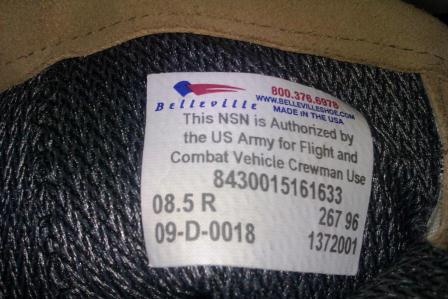 800.376.6978
Belleville
WWW.BELLEVILLESHOE.COM
MADE IN THE USA
This NSN is Authorized by
the US Army for Flight and
Combat Vehicle Crewman Use
8430015161633
08.5 R
267 96
09-D-0018
1372001